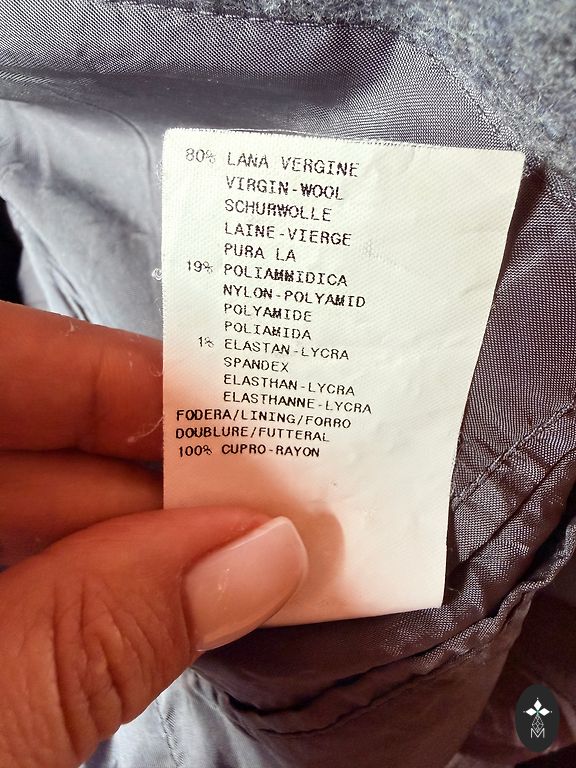 80% LANA VERGINE
VIRGIN-WOOL
SCHURWOLLE
LAINE-VIERGE
PURA LA
19% POLIAMMIDICA
NYLON-POLYAMID
POLYAMIDE
POLIAMIDA
1% ELASTAN-LYCRA
SPANDEX
ELASTHAN-LYCRA
ELASTHANNE-LYCRA
FODERA/LINING/FORRO
DOUBLURE/FUTTERAL
100% CUPRO-RAYON